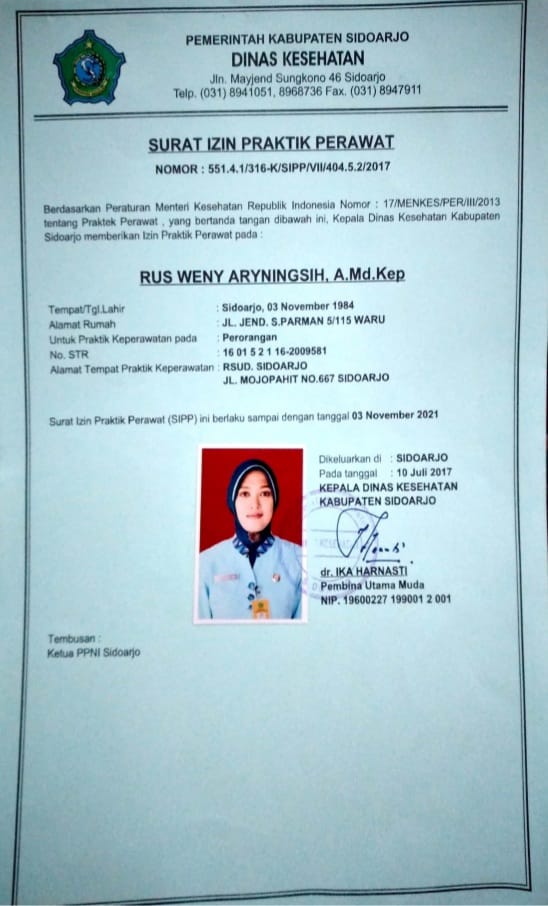 PEMERINTAH KABUPATEN SIDOARJO
DINAS KESEHATAN
Jln. Mayjend Sungkono 46 Sidoarjo
Telp. (031) 8941051, 8968736 Fax. (031) 8947911
SURAT IZIN PRAKTIK PERAWAT
NOMOR : 551.4.1/316-K/SIPP/VII/404.5.2/2017
Berdasarkan Peraturan Menteri Kesehatan Republik Indonesia Nomor : 17/MENKES/PER/III/2013
tentang Praktek Perawat , yang bertanda tangan dibawah ini, Kepala Dinas Kesehatan Kabupaten
Sidoarjo memberikan Izin Praktik Perawat pada :
RUS WENY ARYNINGSIH, A.Md.Kep
Tempat/Tgl.Lahir : Sidoarjo, 03 November 1984
Alamat Rumah : JL. JEND. S.PARMAN 5/115 WARU
Untuk Praktik Keperawatan pada : Perorangan
No. STR : 16 01 5 2 1 16-2009581
Alamat Tempat Praktik Keperawatan : RSUD. SIDOARJO
JL. MOJOPAHIT NO.667 SIDOARJO
Surat Izin Praktik Perawat (SIPP) ini berlaku sampai dengan tanggal 03 November 2021
Dikeluarkan di : SIDOARJO
Pada tanggal : 10 Juli 2017
KEPALA DINAS KESEHATAN
KABUPATEN SIDOARJO
dr. IKA HARNASTI
Pembina Utama Muda
NIP. 19600227 199001 2 001
Tembusan :
Ketua PPNI Sidoarjo